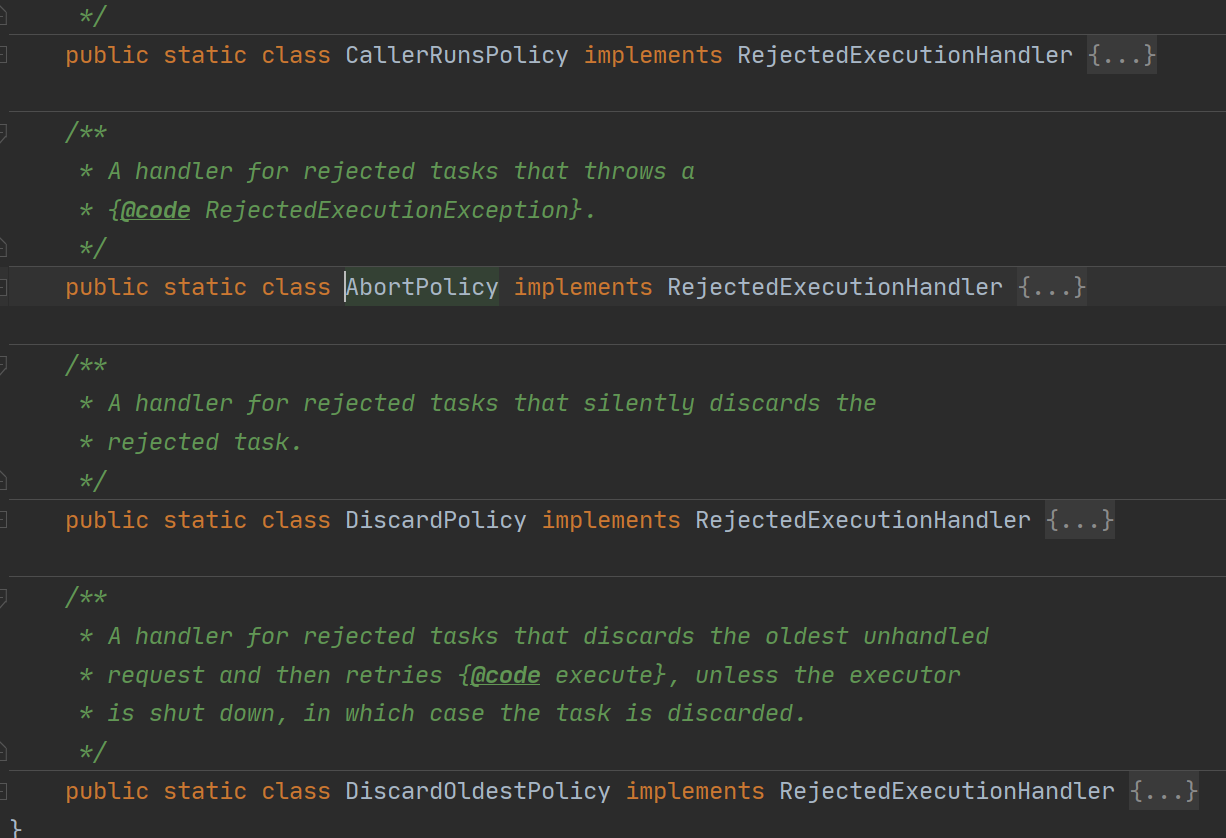 */
public static class CallerRunsPolicy implements RejectedExecutionHandler {...}
/**
* A handler for rejected tasks that throws a
* {@code RejectedExecutionException}.
*/
public static class AbortPolicy implements RejectedExecutionHandler {...}
/**
* A handler for rejected tasks that silently discards the
* rejected task.
*/
public static class DiscardPolicy implements RejectedExecutionHandler {...}
/**
* A handler for rejected tasks that discards the oldest unhandled
* request and then retries {@code execute}, unless the executor
* is shut down, in which case the task is discarded.
*/
public static class DiscardOldestPolicy implements RejectedExecutionHandler {...}
}